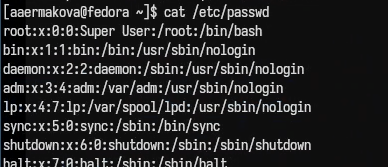 [aaermakova@fedora ~]$ cat /etc/passwd
root:x:0:0:Super User:/root:/bin/bash
bin:x:1:1:bin:/bin:/usr/sbin/nologin
daemon:x:2:2:daemon:/sbin:/usr/sbin/nologin
adm:x:3:4:adm:/var/adm:/usr/sbin/nologin
lp:x:4:7:lp:/var/spool/lpd:/usr/sbin/nologin
sync:x:5:0:sync:/sbin:/bin/sync
shutdown:x:6:0:shutdown:/sbin:/sbin/shutdown
halt:x:7:0:halt:/sbin:/sbin/halt